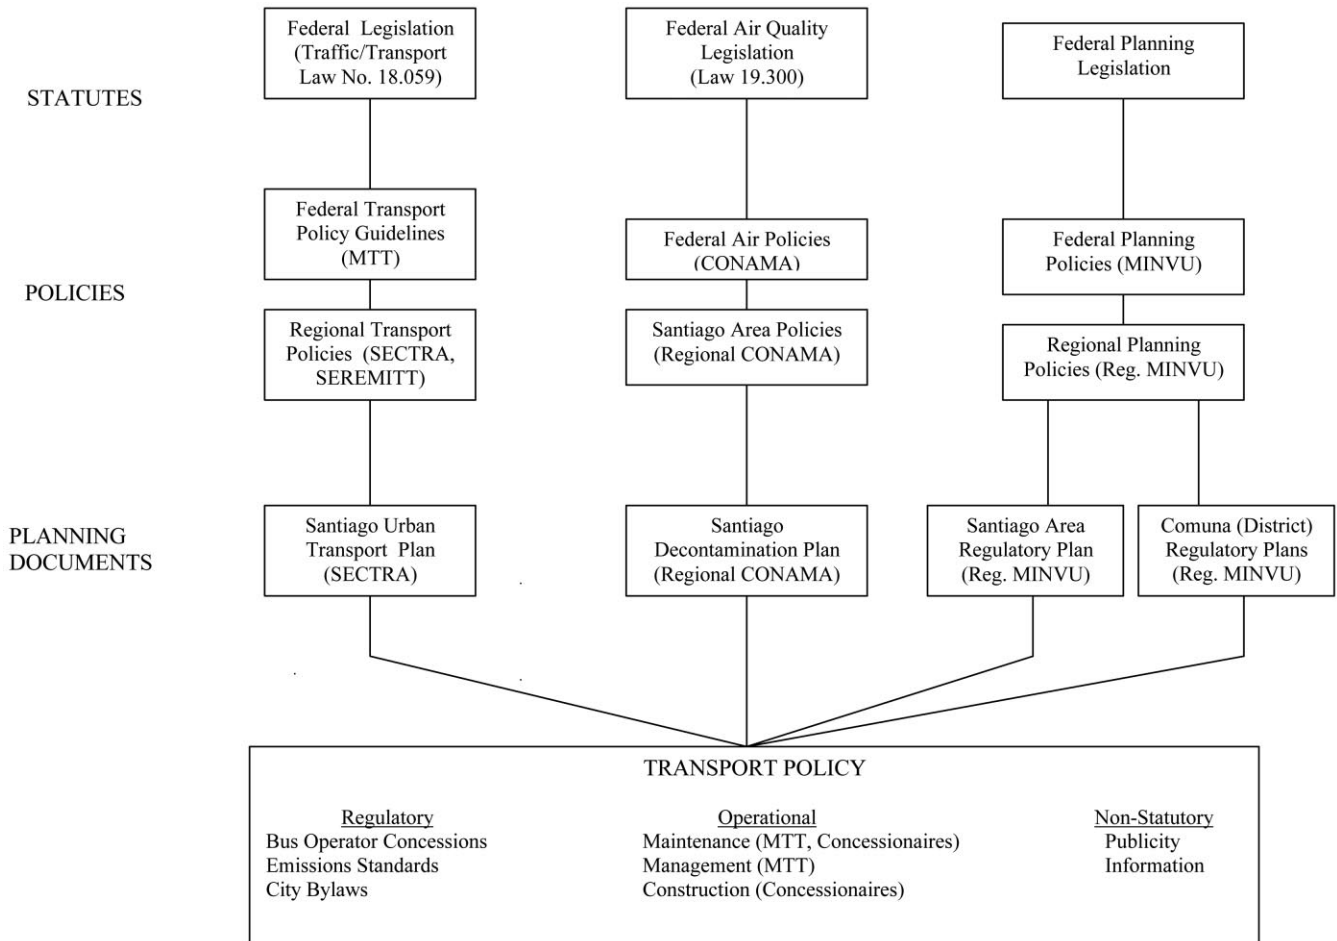 STATUTES
Federal Legislation
(Traffic/Transport
Law No. 18.059)
Federal Air Quality
Legislation
(Law 19.300)
Federal Planning
Legislation
POLICIES
Federal Transport
Policy Guidelines
(MTT)
Federal Air Policies
(CONAMA)
Federal Planning
Policies (MINVU)
Regional Transport
Policies (SECTRA,
SEREMITT)
Santiago Area Policies
(Regional CONAMA)
Regional Planning
Policies (Reg. MINVU)
PLANNING
DOCUMENTS
Santiago Urban
Transport Plan
(SECTRA)
Santiago
Decontamination Plan
(Regional CONAMA)
Santiago Area
Regulatory Plan
(Reg. MINVU)
Comuna (District)
Regulatory Plans
(Reg. MINVU)
TRANSPORT POLICY
Regulatory
Bus Operator Concessions
Emissions Standards
City Bylaws
Operational
Maintenance (MTT, Concessionaires)
Management (MTT)
Construction (Concessionaires)
Non-Statutory
Publicity
Information